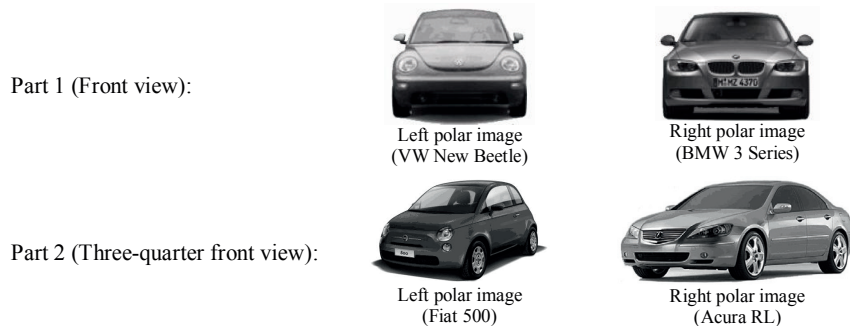 Part 1 (Front view):
M·MZ 4370
Left polar image
(VW New Beetle)
Right polar image
(BMW 3 Series)
Part 2 (Three-quarter front view):
500
Left polar image
(Fiat 500)
Right polar image
(Acura RL)